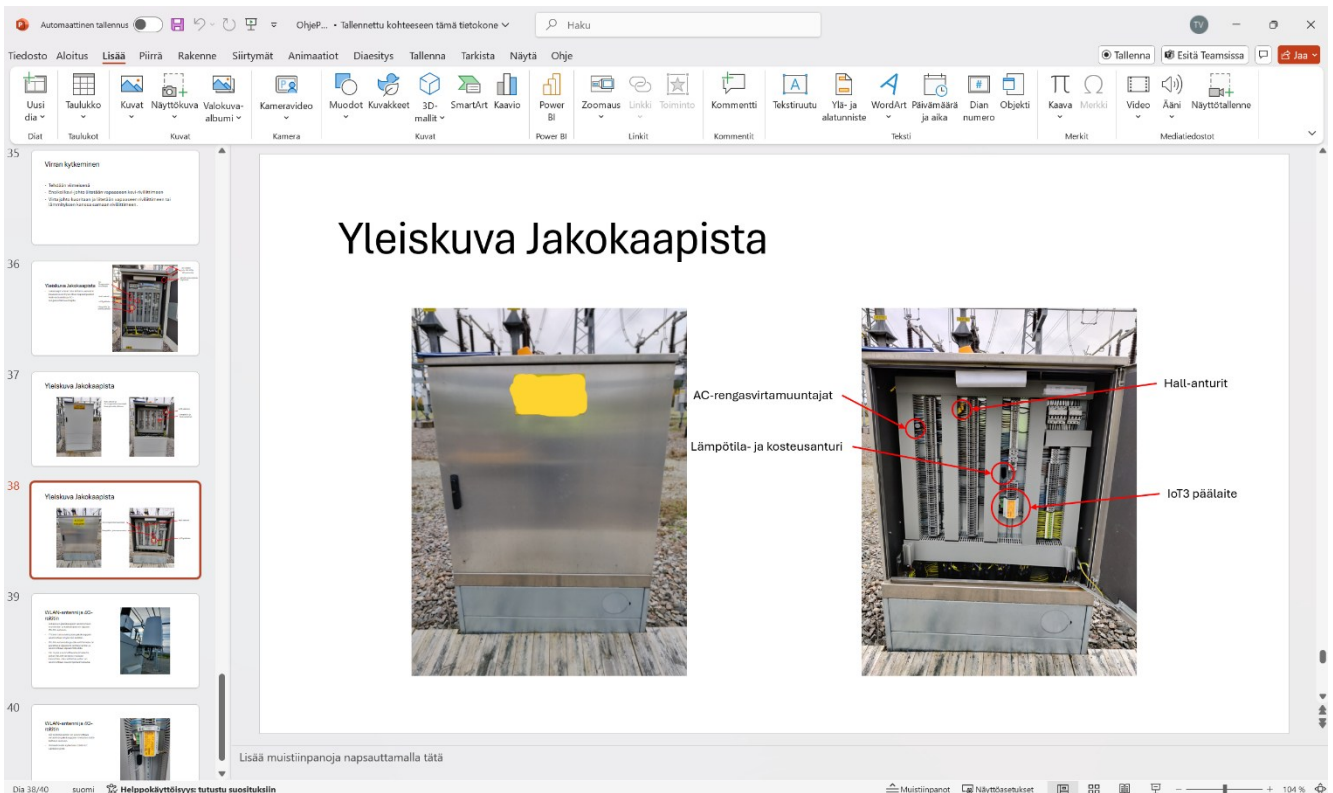 Automaattinen tallennus
OhjeP... • Tallennettu kohteeseen tämä tietokone
Haku
TV
Tiedosto Aloitus Lisää Piirrä Rakenne Siirtymät Animaatiot Diaesitys Tallenna Tarkista Näytä Ohje
Tallenna Esitä Teamsissa Jaa
Uusi dia
Taulukko
Kuvat Näyttökuva Valokuva-albumi
Kameravideo
Muodot Kuvakkeet 3D-mallit SmartArt Kaavio
Power BI
Zoomaus Linkki Toiminto
Kommentti
Tekstiruutu Ylä- ja alatunniste WordArt Päivämäärä ja aika Dian numero Objekti
Kaava Merkki
Video Ääni Näyttötallenne
Diat Taulukot Kuvat Kamera Kuvat Power BI Linkit Kommentit Teksti Merkit Mediatiedostot
35
Virran kytkeminen
36
Yleiskuva Jakokaapista
37
Yleiskuva Jakokaapista
38
Yleiskuva Jakokaapista
39
WLAN-antenni ja
40
WLAN-antenni ja
Yleiskuva Jakokaapista
AC-rengasvirtamuuntajat
Lämpötila- ja kosteusanturi
Hall-anturit
IoT3 päälaite
Lisää muistiinpanoja napsauttamalla tätä
Dia 38/40 suomi Helppokäyttöisyys: tutustu suosituksiin
Muistiinpanot Näyttöasetukset 104 %